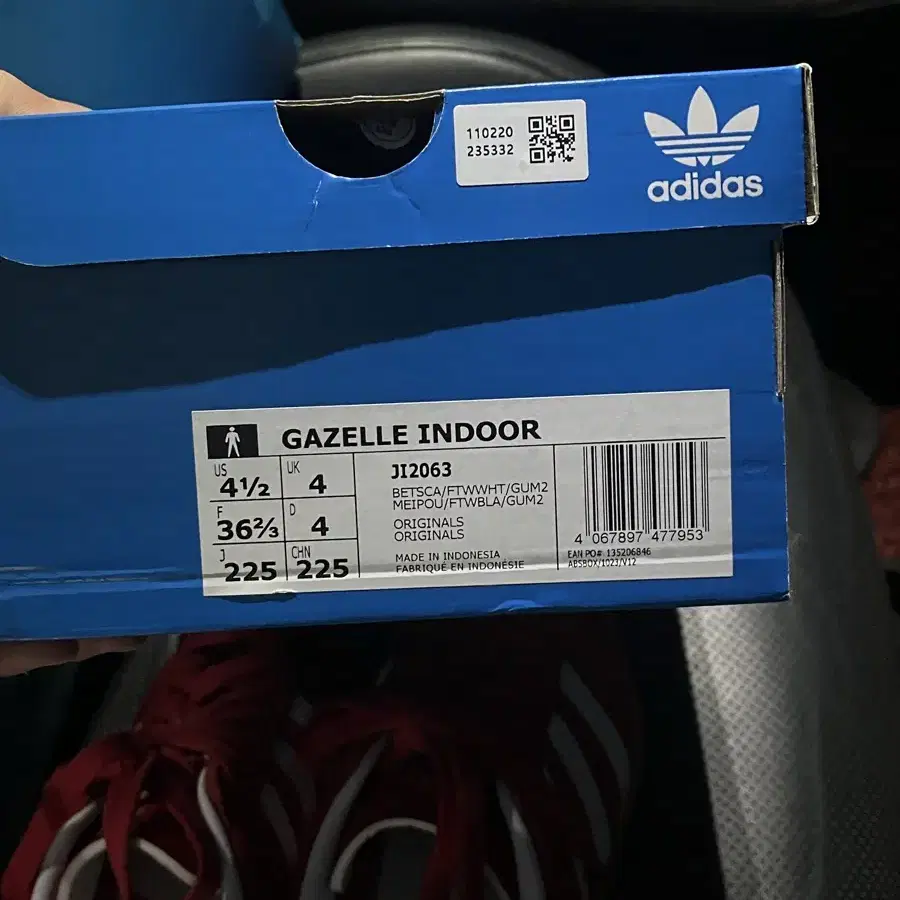 110220
235332
adidas
GAZELLE INDOOR
US 4½ UK 4
F 36⅔ D 4
J 225 CHN 225
JI2063
BETSCA/FTWWHT/GUM2
MEIPOU/FTWBLA/GUM2
ORIGINALS
ORIGINALS
MADE IN INDONESIA
FABRIQUÉ EN INDONÉSIE
4 067897 477953
EAN PO# 135206846
ABSBOX/1023/V12